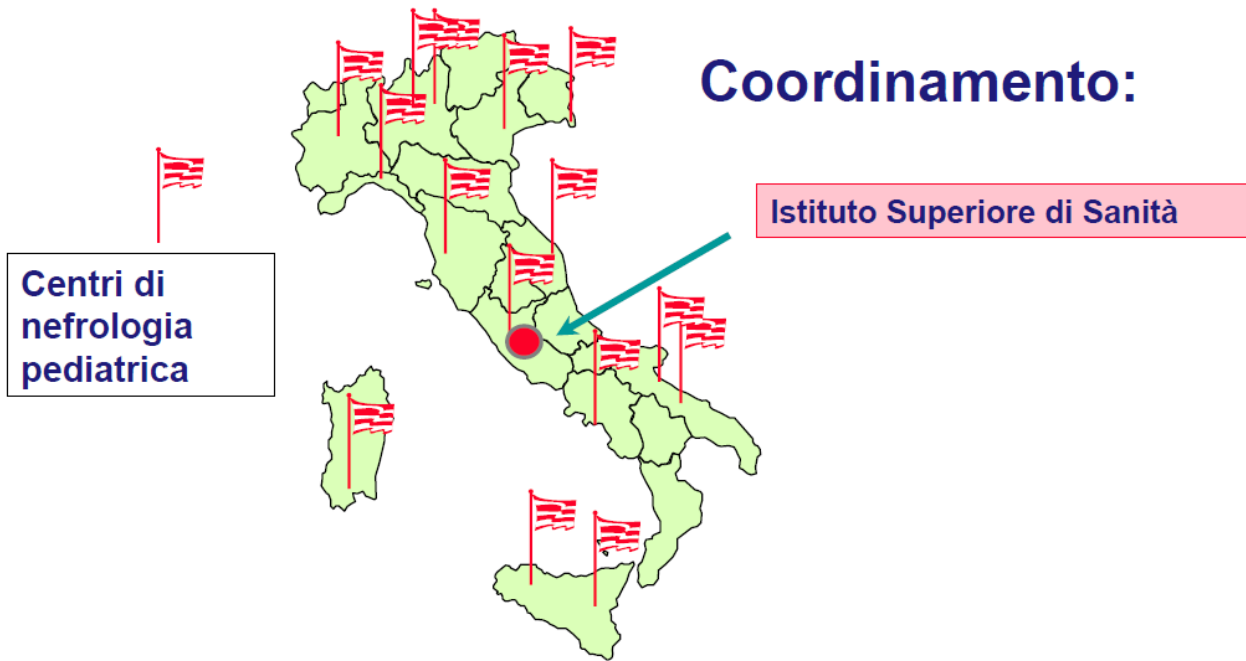 Coordinamento:
Istituto Superiore di Sanità
Centri di
nefrologia
pediatrica